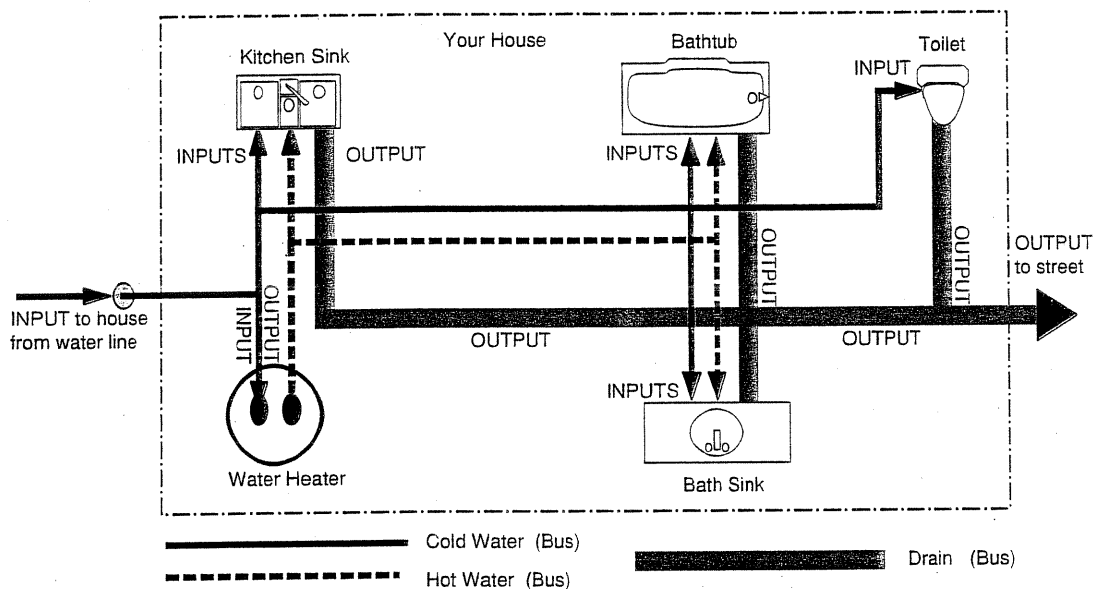 Your House
Kitchen Sink
Bathtub
Toilet
INPUT
INPUTS
OUTPUT
INPUTS
OUTPUT
OUTPUT
OUTPUT
to street
INPUT to house
from water line
INPUT
OUTPUT
OUTPUT
OUTPUT
INPUTS
Water Heater
Bath Sink
Cold Water (Bus)
Hot Water (Bus)
Drain (Bus)